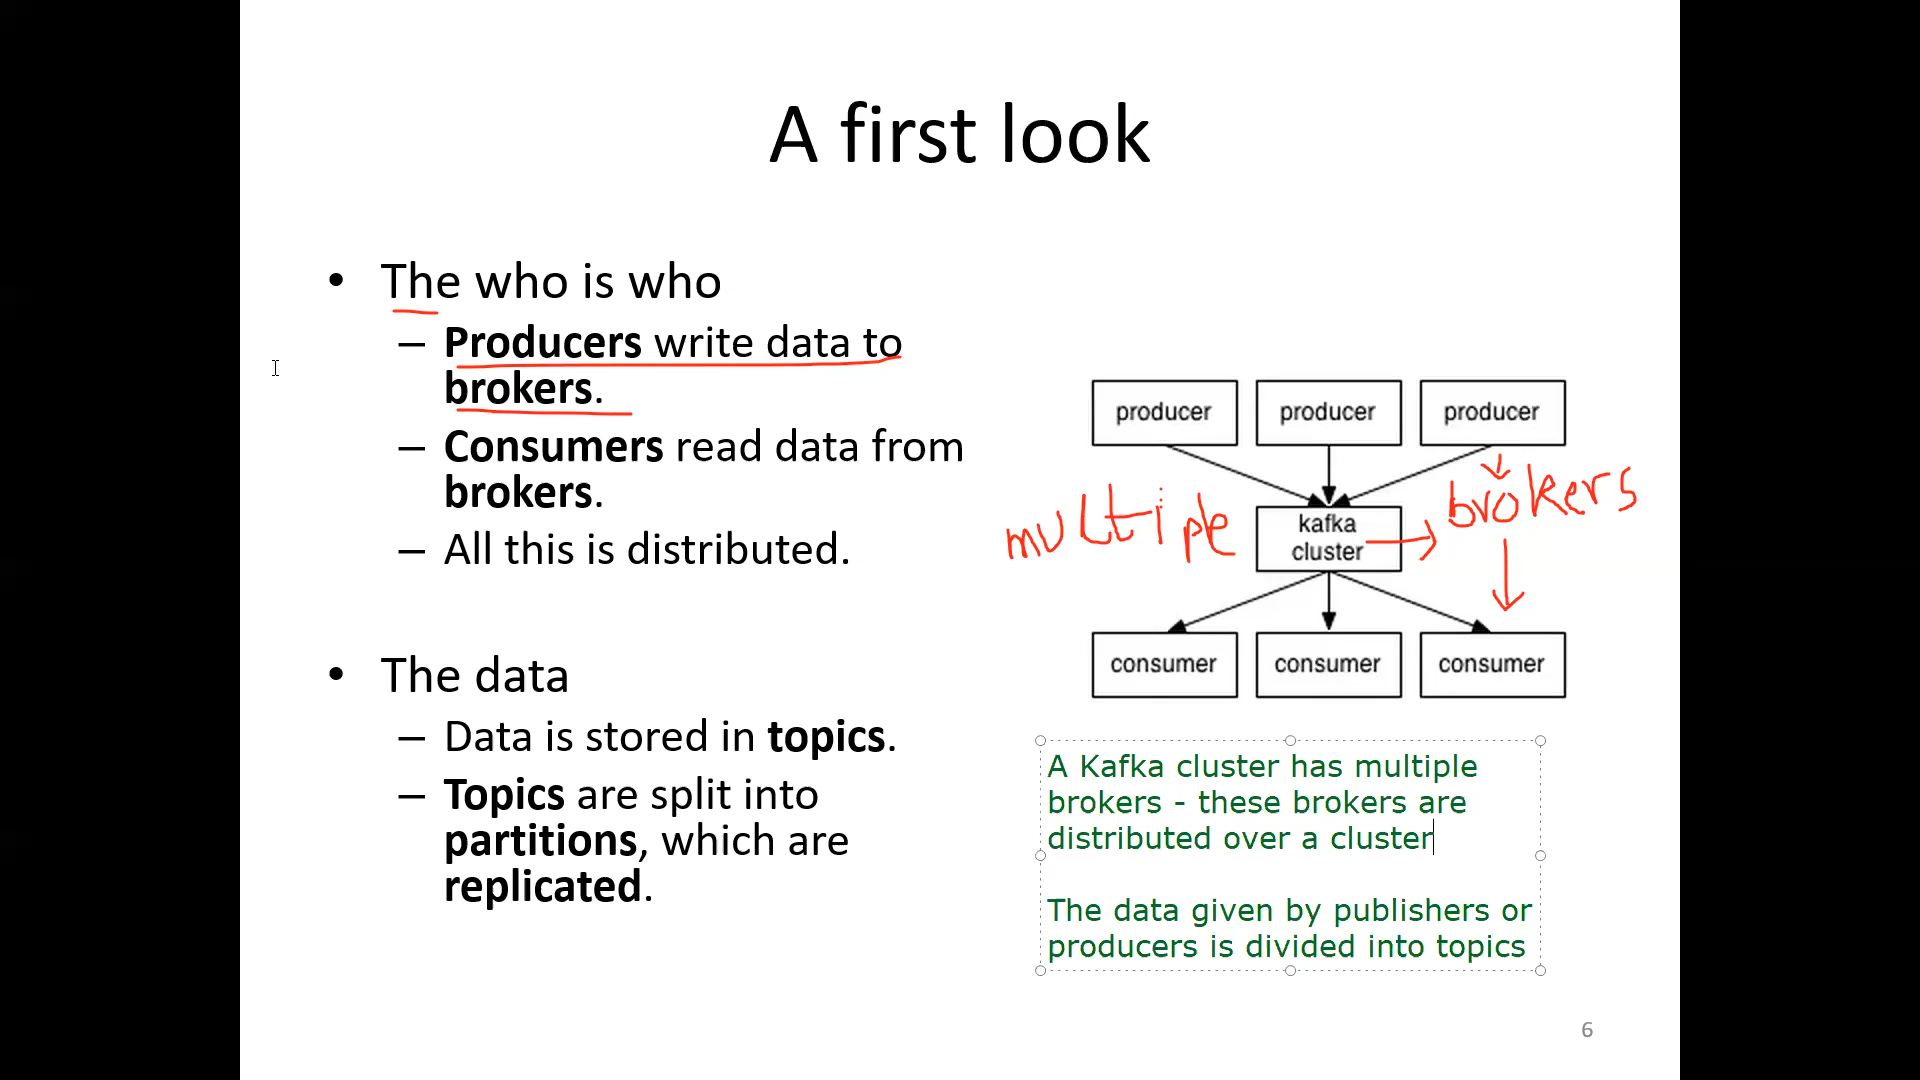 A first look
• The who is who
– Producers write data to
brokers.
– Consumers read data from
brokers.
– All this is distributed.
• The data
– Data is stored in topics.
– Topics are split into
partitions, which are
replicated.
producer producer producer
multiple
kafka
cluster
brokers
consumer consumer consumer
A Kafka cluster has multiple
brokers - these brokers are
distributed over a cluster
The data given by publishers or
producers is divided into topics
6